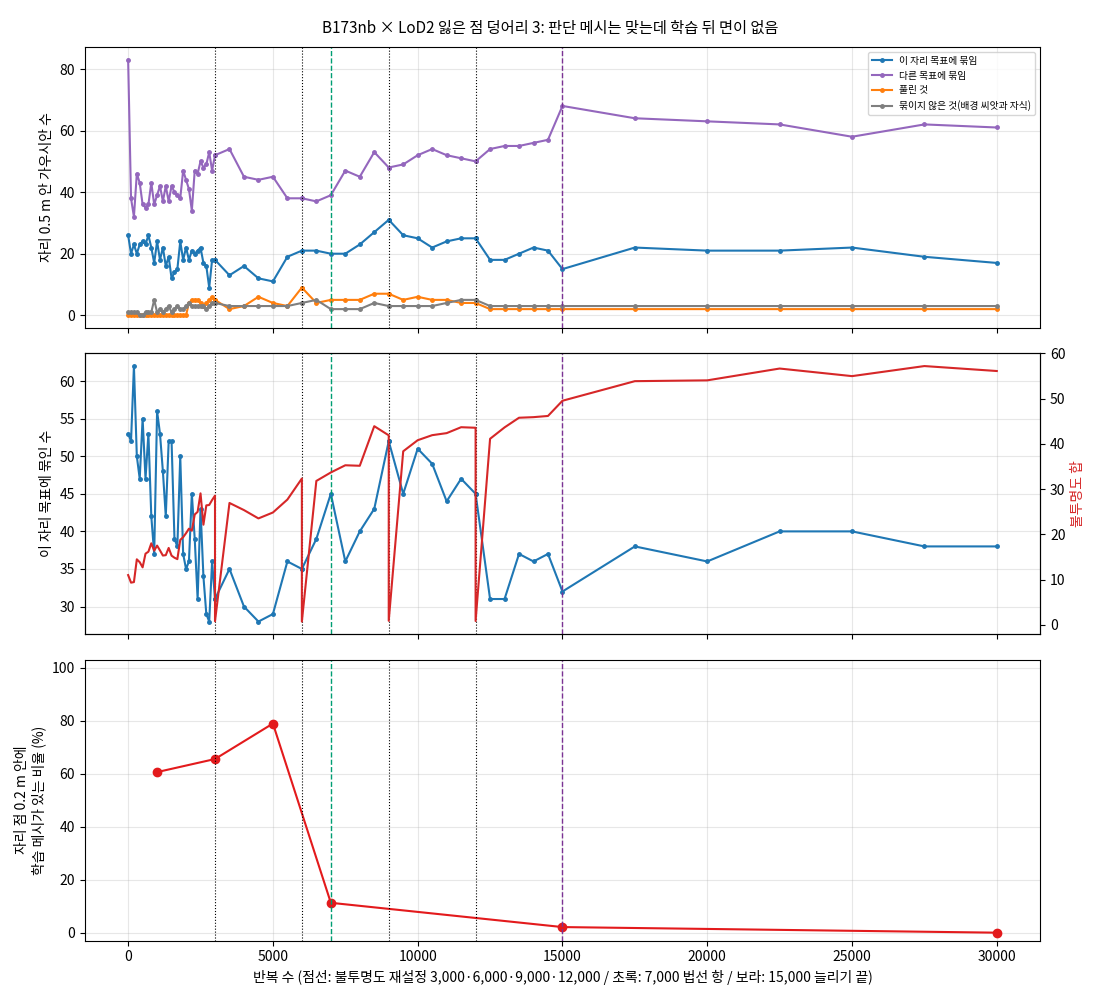 B173nb × LoD2 잃은 점 덩어리 3: 판단 메시는 맞는데 학습 뒤 면이 없음
자리 0.5 m 안 가우시안 수
80
60
40
20
0
이 자리 목표에 묶임
다른 목표에 묶임
풀린 것
묶이지 않은 것(배경 씨앗과 자식)
이 자리 목표에 묶인 수
60
55
50
45
40
35
30
60
50
40
30
20
10
0
불투명도 합
자리 점 0.2 m 안에
학습 메시가 있는 비율 (%)
100
80
60
40
20
0
0 5000 10000 15000 20000 25000 30000
반복 수 (점선: 불투명도 재설정 3,000·6,000·9,000·12,000 / 초록: 7,000 법선 항 / 보라: 15,000 늘리기 끝)